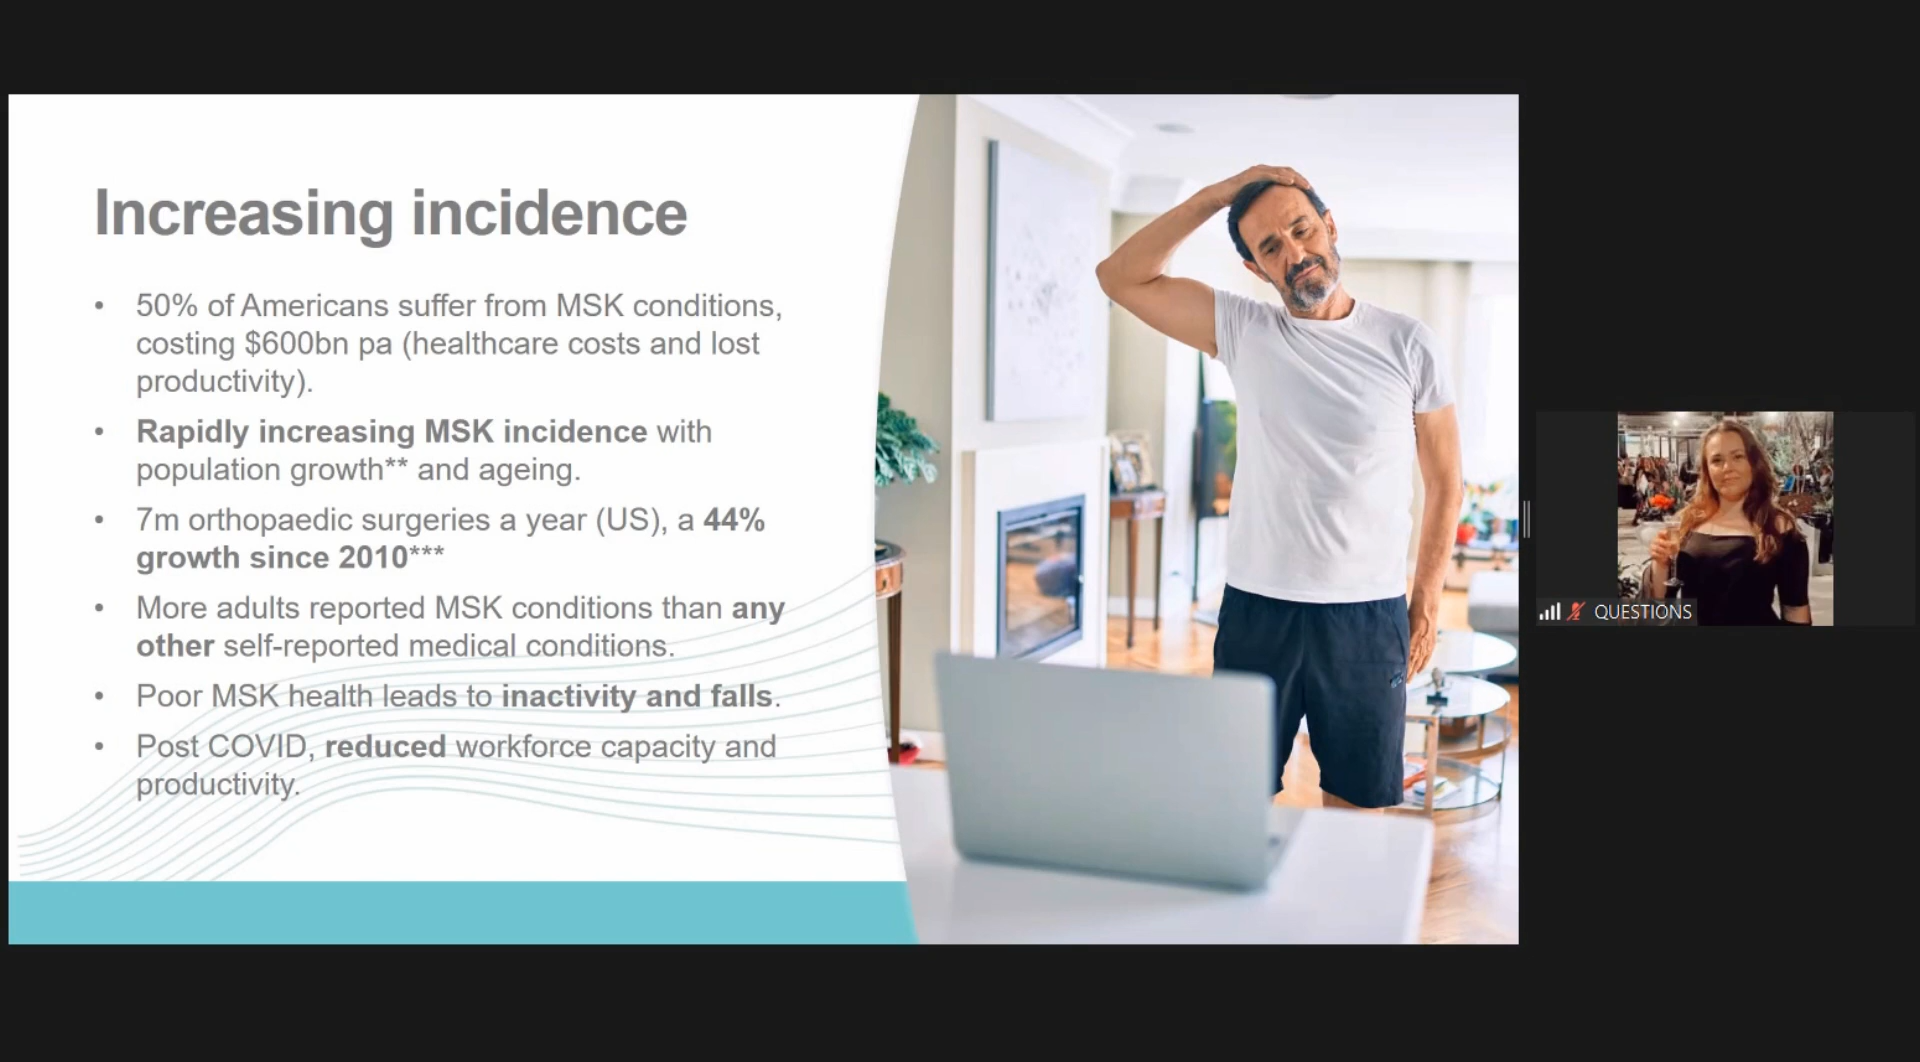 Increasing incidence
• 50% of Americans suffer from MSK conditions,
costing $600bn pa (healthcare costs and lost
productivity).
• Rapidly increasing MSK incidence with
population growth** and ageing.
• 7m orthopaedic surgeries a year (US), a 44%
growth since 2010***
• More adults reported MSK conditions than any
other self-reported medical conditions.
• Poor MSK health leads to inactivity and falls.
• Post COVID, reduced workforce capacity and
productivity.
QUESTIONS